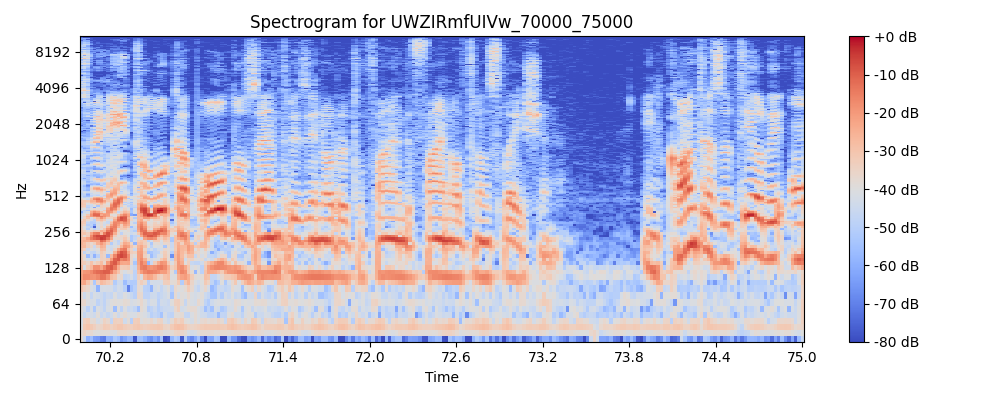 Spectrogram for UWZIRmfUIVw_70000_75000
8192
4096
2048
1024
512
256
128
64
0
Hz
70.2 70.8 71.4 72.0 72.6 73.2 73.8 74.4 75.0
Time
+0 dB
-10 dB
-20 dB
-30 dB
-40 dB
-50 dB
-60 dB
-70 dB
-80 dB